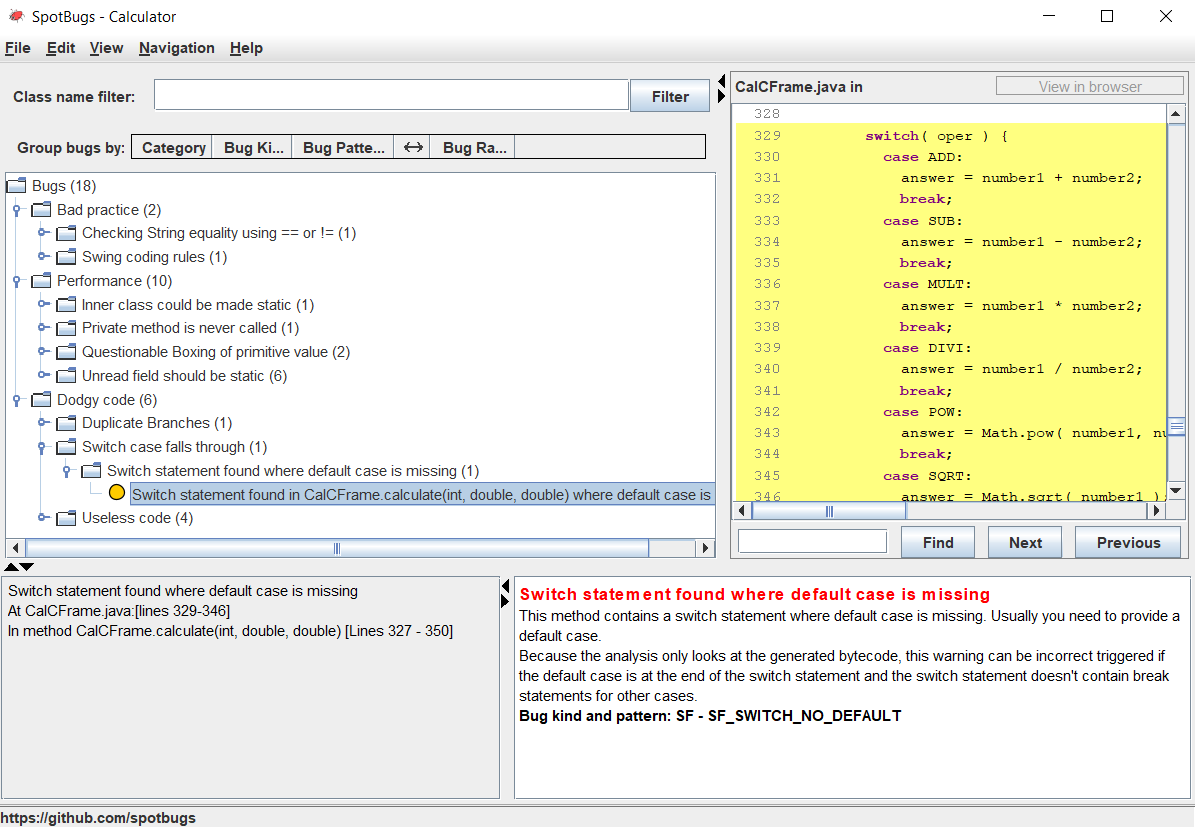 SpotBugs - Calculator
File Edit View Navigation Help
Class name filter: Filter
Group bugs by: Category Bug Ki... Bug Patte... Bug Ra...
Bugs (18)
Bad practice (2)
Checking String equality using == or != (1)
Swing coding rules (1)
Performance (10)
Inner class could be made static (1)
Private method is never called (1)
Questionable Boxing of primitive value (2)
Unread field should be static (6)
Dodgy code (6)
Duplicate Branches (1)
Switch case falls through (1)
Switch statement found where default case is missing (1)
Switch statement found in CalCFrame.calculate(int, double, double) where default case is
Useless code (4)
CalCFrame.java in View in browser
328
329 switch( oper ) {
330 case ADD:
331 answer = number1 + number2;
332 break;
333 case SUB:
334 answer = number1 - number2;
335 break;
336 case MULT:
337 answer = number1 * number2;
338 break;
339 case DIVI:
340 answer = number1 / number2;
341 break;
342 case POW:
343 answer = Math.pow( number1, nu
344 break;
345 case SQRT:
346 answer = Math.sqrt( number1 );
Find Next Previous
Switch statement found where default case is missing
At CalCFrame.java:[lines 329-346]
In method CalCFrame.calculate(int, double, double) [Lines 327 - 350]
Switch statement found where default case is missing
This method contains a switch statement where default case is missing. Usually you need to provide a
default case.
Because the analysis only looks at the generated bytecode, this warning can be incorrect triggered if
the default case is at the end of the switch statement and the switch statement doesn't contain break
statements for other cases.
Bug kind and pattern: SF - SF_SWITCH_NO_DEFAULT
https://github.com/spotbugs